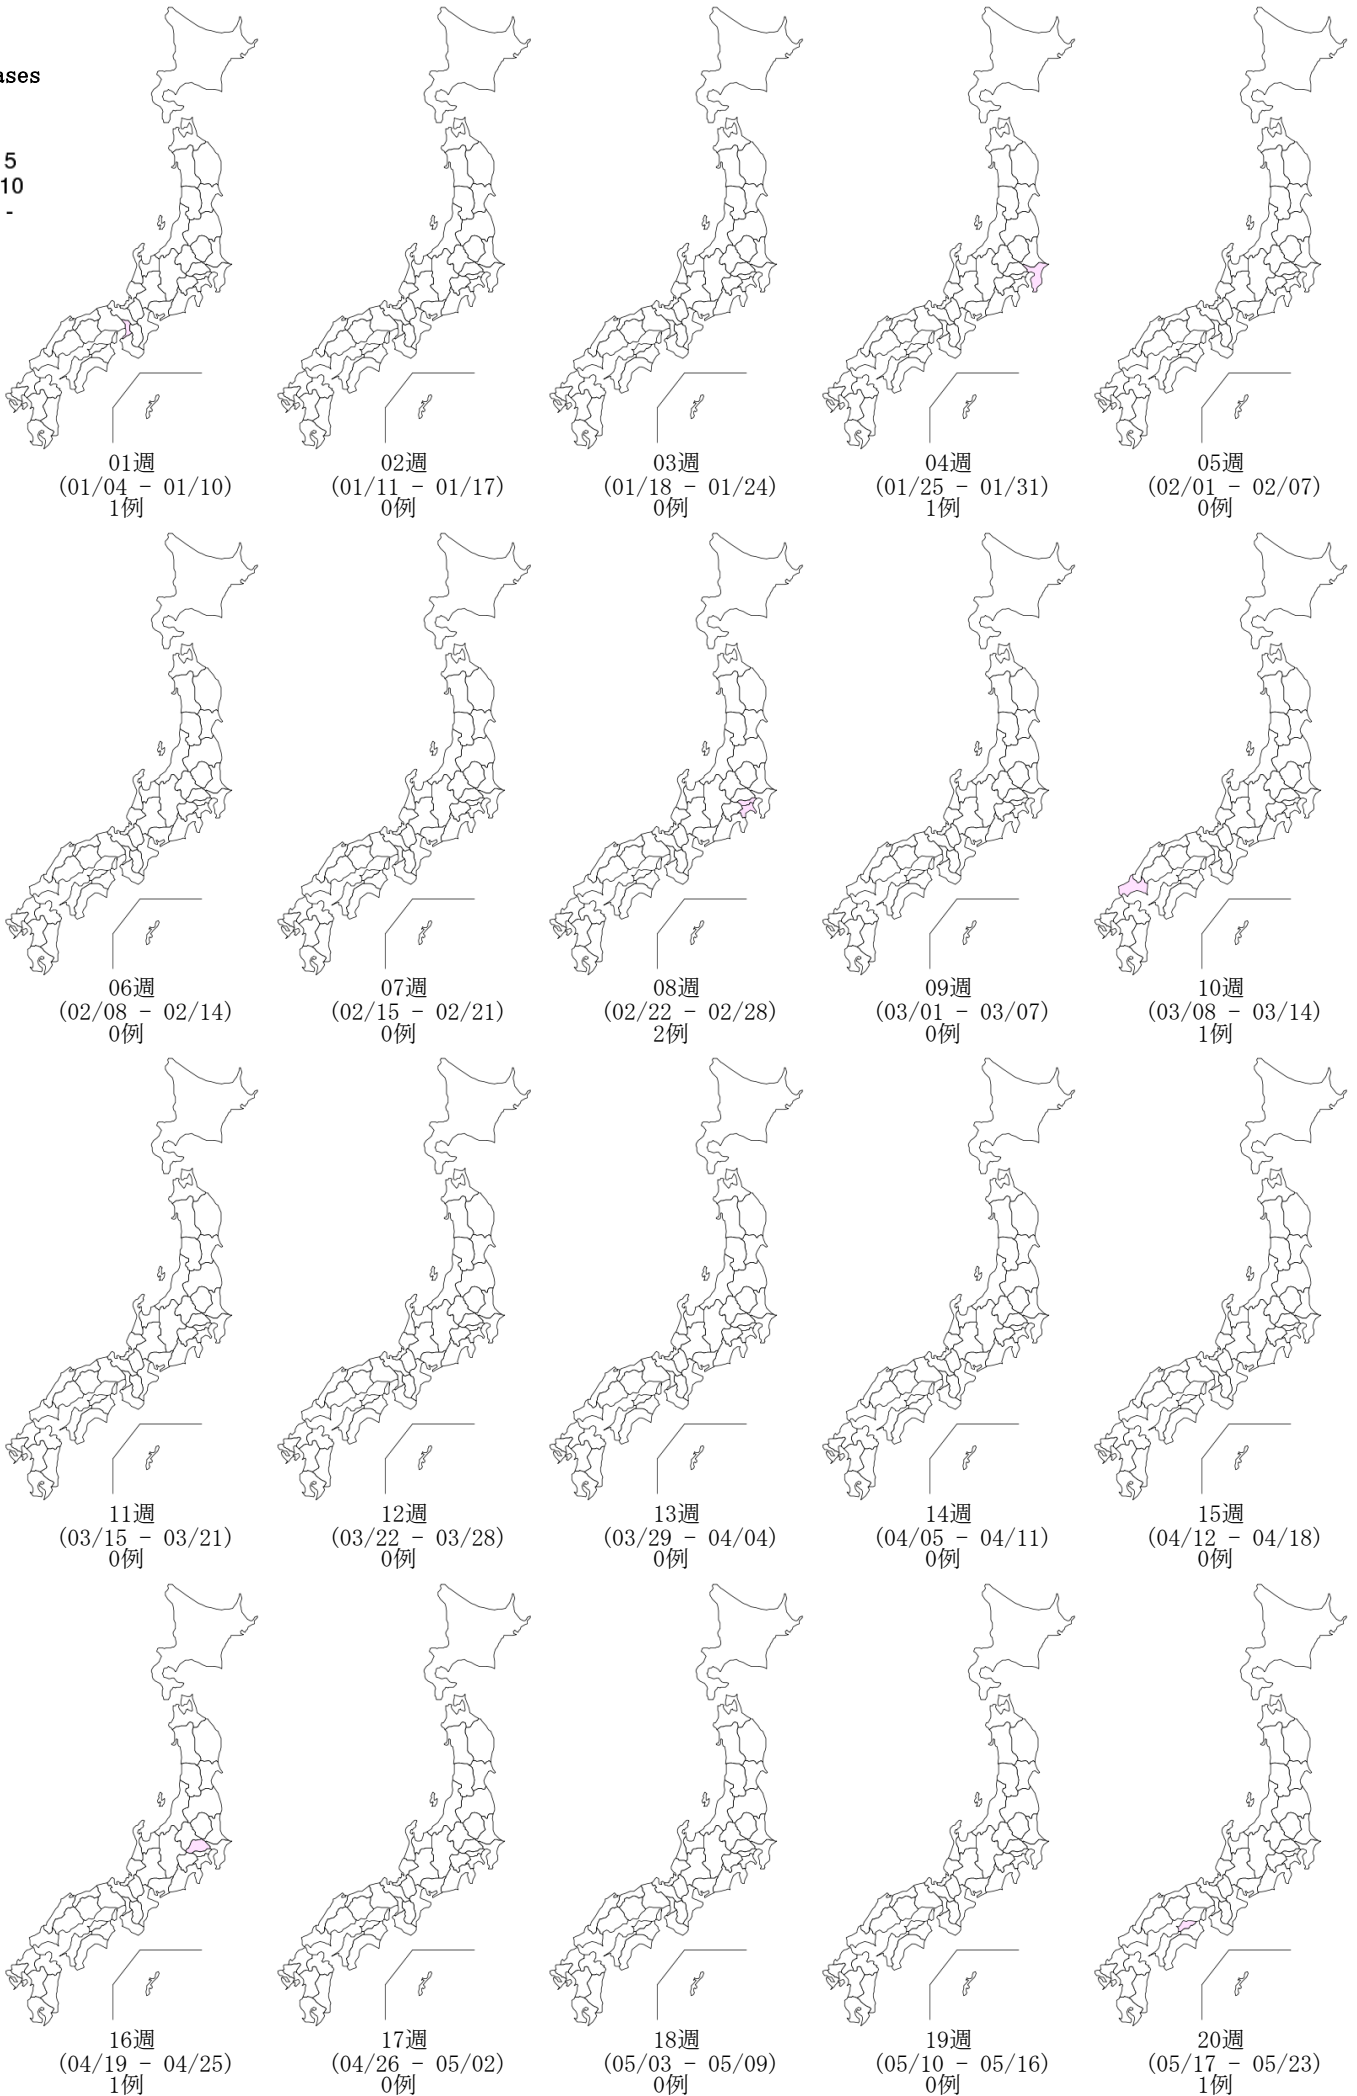 5
10
-
01週
(01/04 - 01/10)
1例
02週
(01/11 - 01/17)
0例
03週
(01/18 - 01/24)
0例
04週
(01/25 - 01/31)
1例
05週
(02/01 - 02/07)
0例
06週
(02/08 - 02/14)
0例
07週
(02/15 - 02/21)
0例
08週
(02/22 - 02/28)
2例
09週
(03/01 - 03/07)
0例
10週
(03/08 - 03/14)
1例
11週
(03/15 - 03/21)
0例
12週
(03/22 - 03/28)
0例
13週
(03/29 - 04/04)
0例
14週
(04/05 - 04/11)
0例
15週
(04/12 - 04/18)
0例
16週
(04/19 - 04/25)
1例
17週
(04/26 - 05/02)
0例
18週
(05/03 - 05/09)
0例
19週
(05/10 - 05/16)
0例
20週
(05/17 - 05/23)
1例